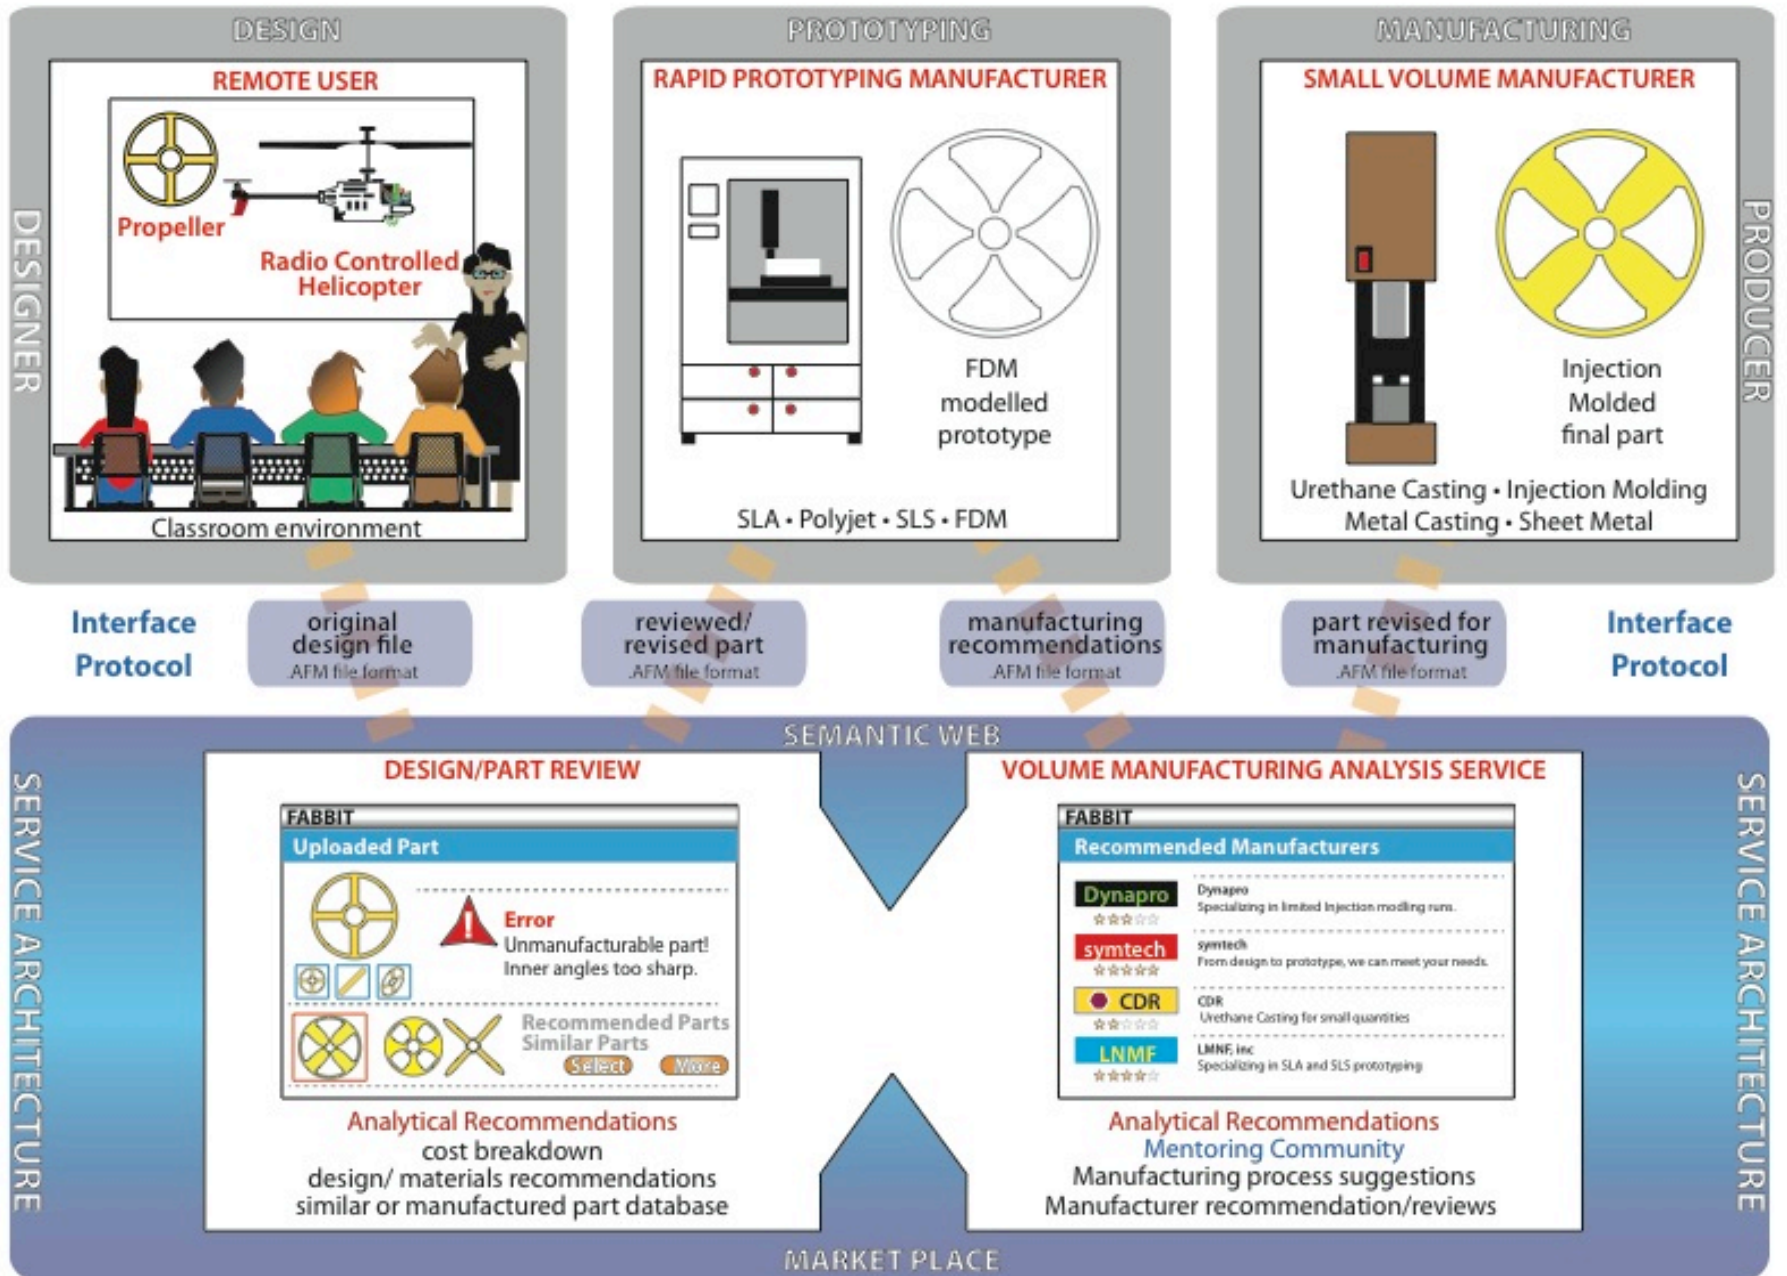 DESIGN
REMOTE USER
Propeller
Radio Controlled
Helicopter
Classroom environment
DESIGNER
PROTOTYPING
RAPID PROTOTYPING MANUFACTURER
FDM
modelled
prototype
SLA • Polyjet • SLS • FDM
MANUFACTURING
SMALL VOLUME MANUFACTURER
Injection
Molded
final part
Urethane Casting • Injection Molding
Metal Casting • Sheet Metal
PRODUCER
Interface
Protocol
original
design file
.AFM file format
reviewed/
revised part
.AFM file format
manufacturing
recommendations
.AFM file format
part revised for
manufacturing
.AFM file format
Interface
Protocol
SEMANTIC WEB
SERVICE ARCHITECTURE
DESIGN/PART REVIEW
FABBIT
Uploaded Part
Error
Unmanufacturable part!
Inner angles too sharp.
Recommended Parts
Similar Parts
Select
More
Analytical Recommendations
cost breakdown
design/ materials recommendations
similar or manufactured part database
VOLUME MANUFACTURING ANALYSIS SERVICE
FABBIT
Recommended Manufacturers
Dynapro
Dynapro
Specializing in limited Injection modling runs.
symtech
symtech
From design to prototype, we can meet your needs.
CDR
CDR
Urethane Casting for small quantities
LNMF
LMNF, inc
Specializing in SLA and SLS prototyping
Analytical Recommendations
Mentoring Community
Manufacturing process suggestions
Manufacturer recommendation/reviews
SERVICE ARCHITECTURE
MARKET PLACE